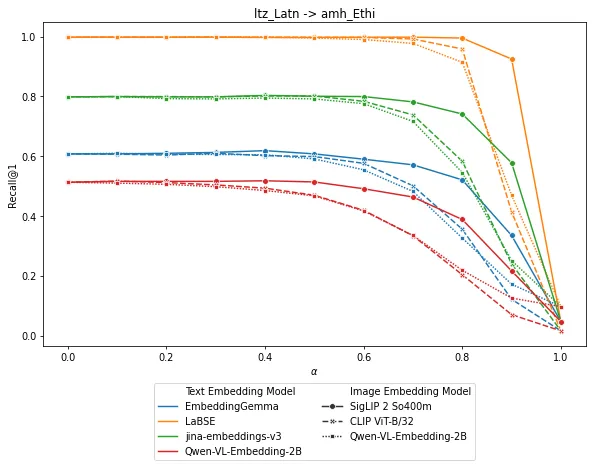 ltz_Latn -> amh_Ethi
1.0
0.8
0.6
0.4
0.2
0.0
Recall@1
0.0 0.2 0.4 0.6 0.8 1.0
α
Text Embedding Model
EmbeddingGemma
LaBSE
jina-embeddings-v3
Qwen-VL-Embedding-2B
Image Embedding Model
SigLIP 2 So400m
CLIP ViT-B/32
Qwen-VL-Embedding-2B